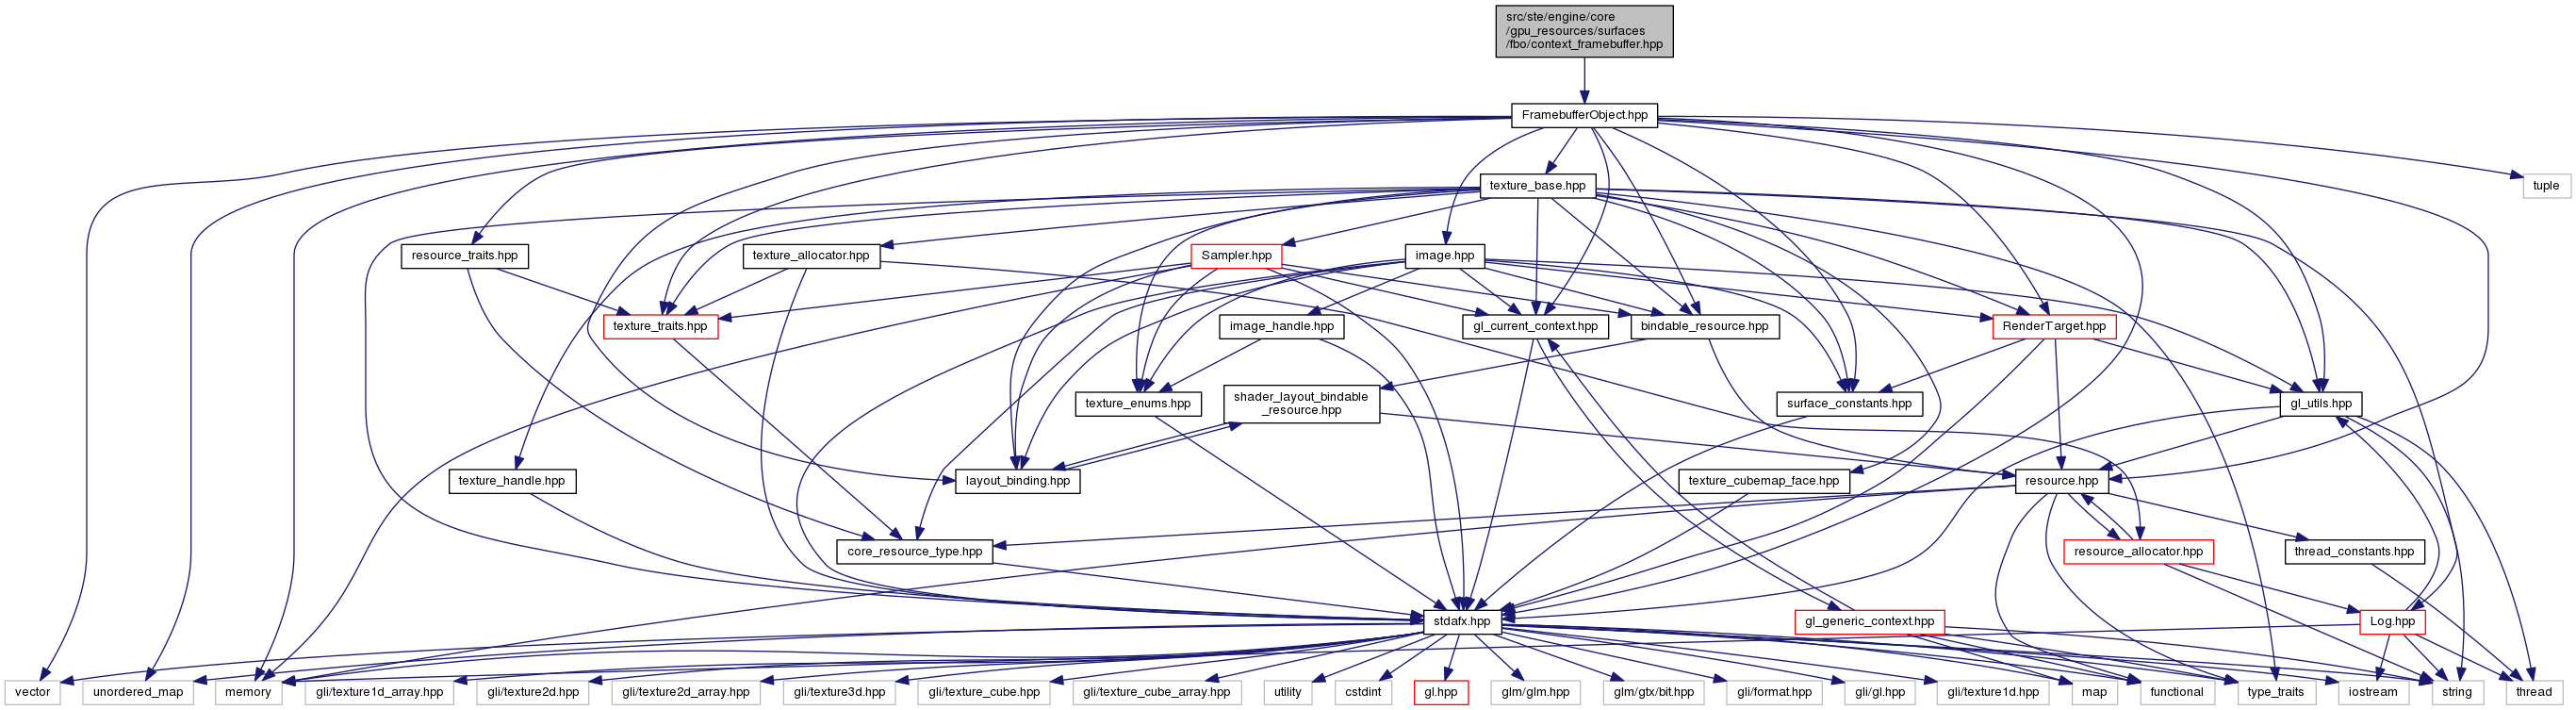 src/ste/engine/core
/gpu_resources/surfaces
/fbo/context_framebuffer.hpp
FramebufferObject.hpp
texture_base.hpp
tuple
resource_traits.hpp
texture_allocator.hpp
Sampler.hpp
image.hpp
texture_traits.hpp
image_handle.hpp
gl_current_context.hpp
bindable_resource.hpp
RenderTarget.hpp
texture_enums.hpp
shader_layout_bindable
_resource.hpp
surface_constants.hpp
gl_utils.hpp
texture_handle.hpp
layout_binding.hpp
texture_cubemap_face.hpp
resource.hpp
core_resource_type.hpp
resource_allocator.hpp
thread_constants.hpp
stdafx.hpp
gl_generic_context.hpp
Log.hpp
vector
unordered_map
memory
gli/texture1d_array.hpp
gli/texture2d.hpp
gli/texture2d_array.hpp
gli/texture3d.hpp
gli/texture_cube.hpp
gli/texture_cube_array.hpp
utility
cstdint
gl.hpp
glm/glm.hpp
glm/gtx/bit.hpp
gli/format.hpp
gli/gl.hpp
gli/texture1d.hpp
map
functional
type_traits
iostream
string
thread